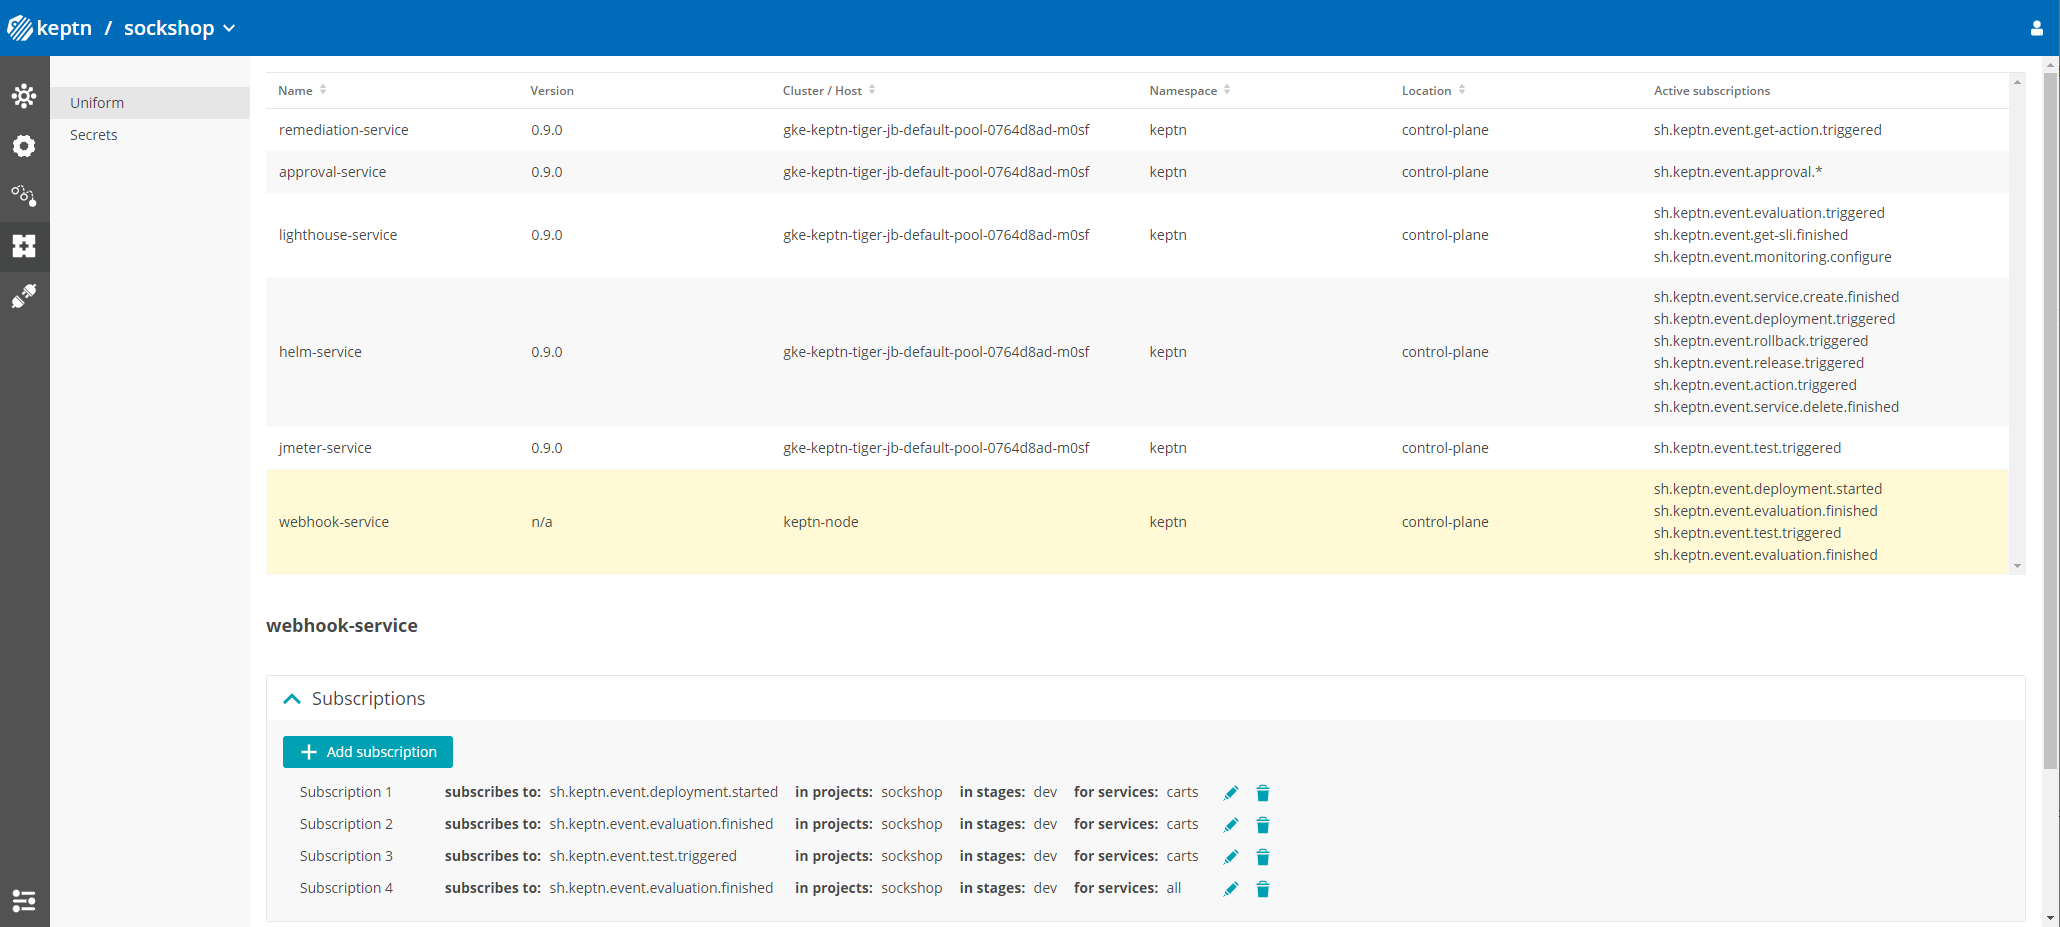 keptn / sockshop
Uniform
Secrets
Name Version Cluster / Host Namespace Location Active subscriptions
remediation-service 0.9.0 gke-keptn-tiger-jb-default-pool-0764d8ad-m0sf keptn control-plane sh.keptn.event.get-action.triggered
approval-service 0.9.0 gke-keptn-tiger-jb-default-pool-0764d8ad-m0sf keptn control-plane sh.keptn.event.approval.*
sh.keptn.event.evaluation.triggered
lighthouse-service 0.9.0 gke-keptn-tiger-jb-default-pool-0764d8ad-m0sf keptn control-plane sh.keptn.event.get-sli.finished
sh.keptn.event.monitoring.configure
sh.keptn.event.service.create.finished
sh.keptn.event.deployment.triggered
sh.keptn.event.rollback.triggered
helm-service 0.9.0 gke-keptn-tiger-jb-default-pool-0764d8ad-m0sf keptn control-plane
sh.keptn.event.release.triggered
sh.keptn.event.action.triggered
sh.keptn.event.service.delete.finished
jmeter-service 0.9.0 gke-keptn-tiger-jb-default-pool-0764d8ad-m0sf keptn control-plane sh.keptn.event.test.triggered
sh.keptn.event.deployment.started
sh.keptn.event.evaluation.finished
webhook-service n/a keptn-node keptn control-plane
sh.keptn.event.test.triggered
sh.keptn.event.evaluation.finished
webhook-service
Subscriptions
Add subscription
Subscription 1 subscribes to: sh.keptn.event.deployment.started in projects: sockshop in stages: dev for services: carts
Subscription 2 subscribes to: sh.keptn.event.evaluation.finished in projects: sockshop in stages: dev for services: carts
Subscription 3 subscribes to: sh.keptn.event.test.triggered in projects: sockshop in stages: dev for services: carts
Subscription 4 subscribes to: sh.keptn.event.evaluation.finished in projects: sockshop in stages: dev for services: all